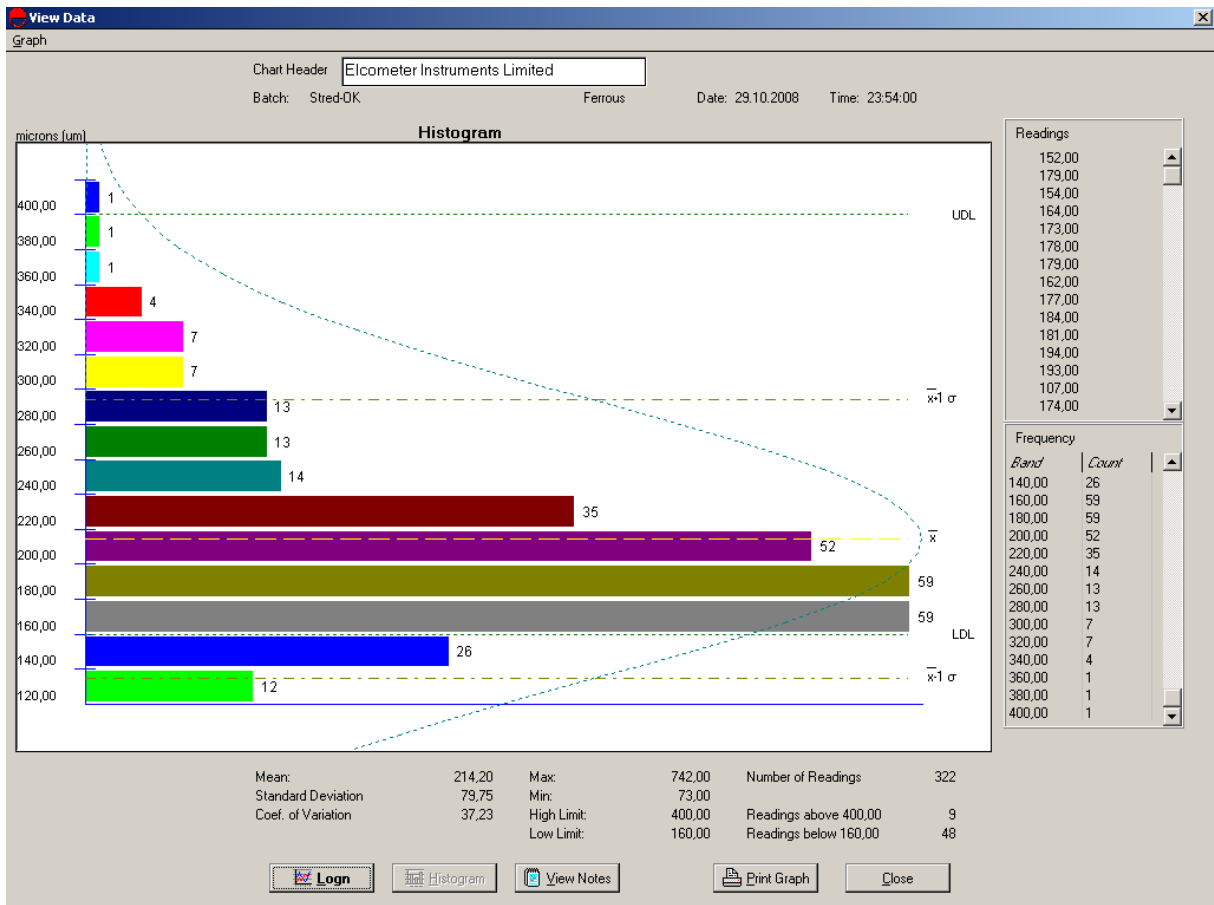 View Data
Graph
Chart Header Elcometer Instruments Limited
Batch: Stred-OK Ferrous Date: 29.10.2008 Time: 23:54:00
microns (um) Histogram
400,00 1
UDL
380,00 1
360,00 1
340,00 4
320,00 7
300,00 7
x+1 σ
280,00 13
260,00 13
240,00 14
220,00 35
x
200,00 52
180,00 59
160,00 59
LDL
140,00 26
x-1 σ
120,00 12
Readings
152,00
179,00
154,00
164,00
173,00
178,00
179,00
162,00
177,00
184,00
181,00
194,00
193,00
107,00
174,00
Frequency
Band Count
140,00 26
160,00 59
180,00 59
200,00 52
220,00 35
240,00 14
260,00 13
280,00 13
300,00 7
320,00 7
340,00 4
360,00 1
380,00 1
400,00 1
Mean: 214,20 Max: 742,00 Number of Readings 322
Standard Deviation 79,75 Min: 73,00
Coef. of Variation 37,23 High Limit: 400,00 Readings above 400,00 9
Low Limit: 160,00 Readings below 160,00 48
Logn Histogram View Notes Print Graph Close